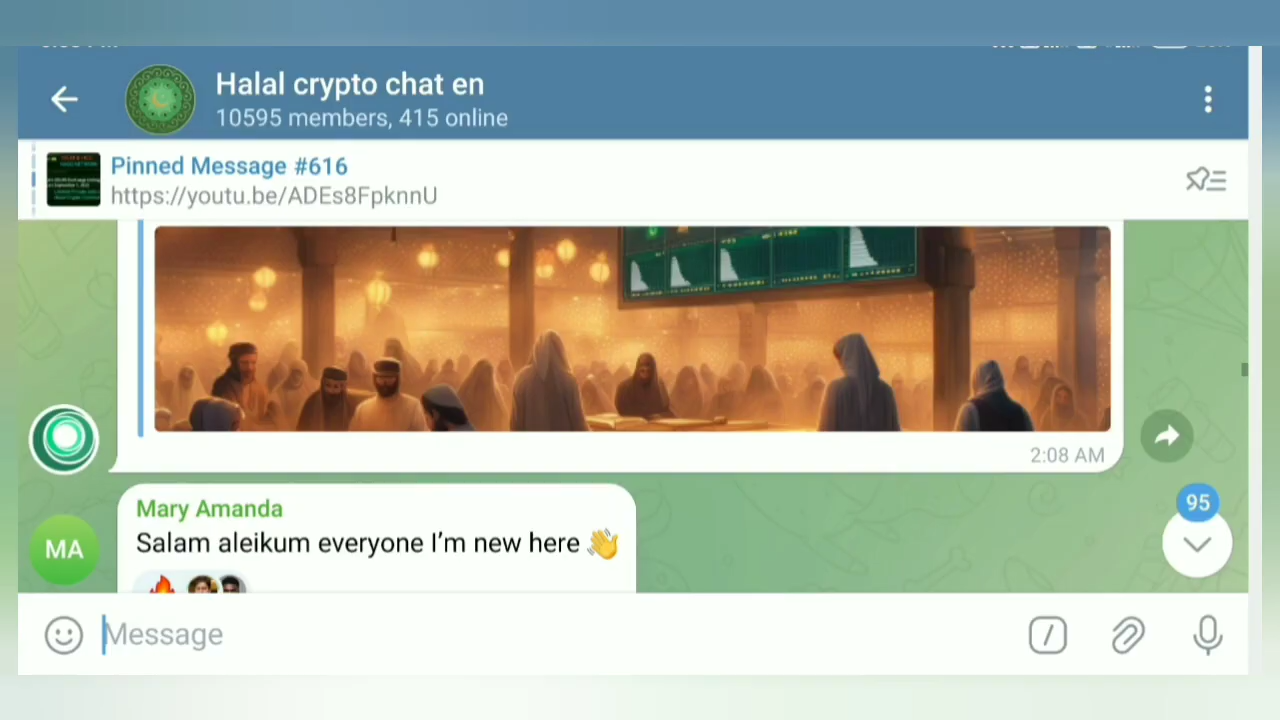 Halal crypto chat en
10595 members, 415 online
Pinned Message #616
https://youtu.be/ADEs8FpknnU
2:08 AM
95
Mary Amanda
MA
Salam aleikum everyone I’m new here 👋
Message